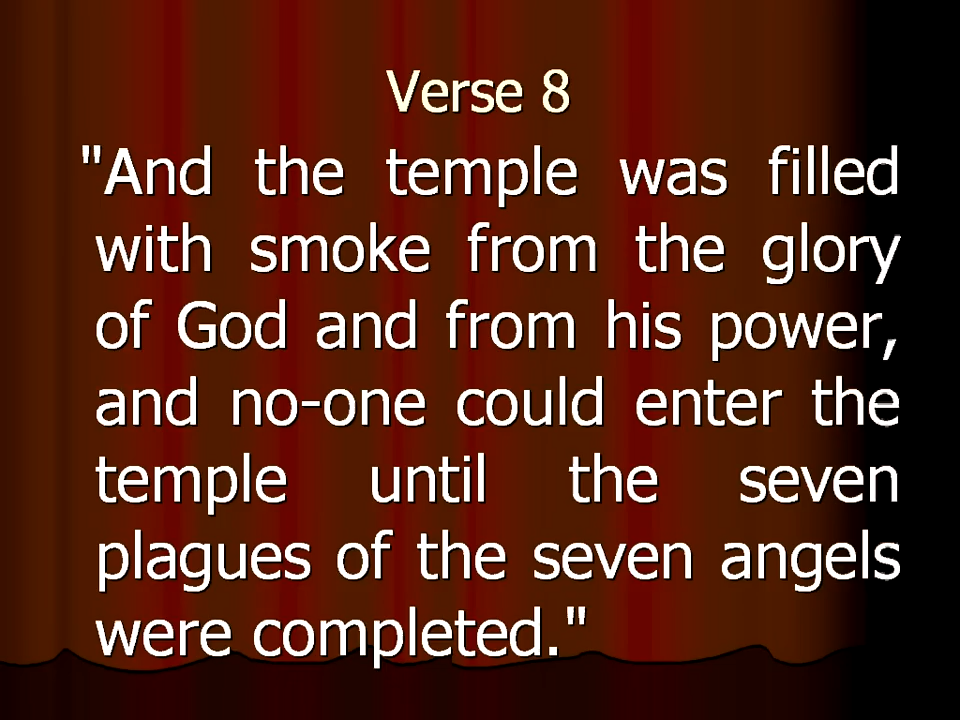 Verse 8
"And the temple was filled
with smoke from the glory
of God and from his power,
and no-one could enter the
temple until the seven
plagues of the seven angels
were completed."